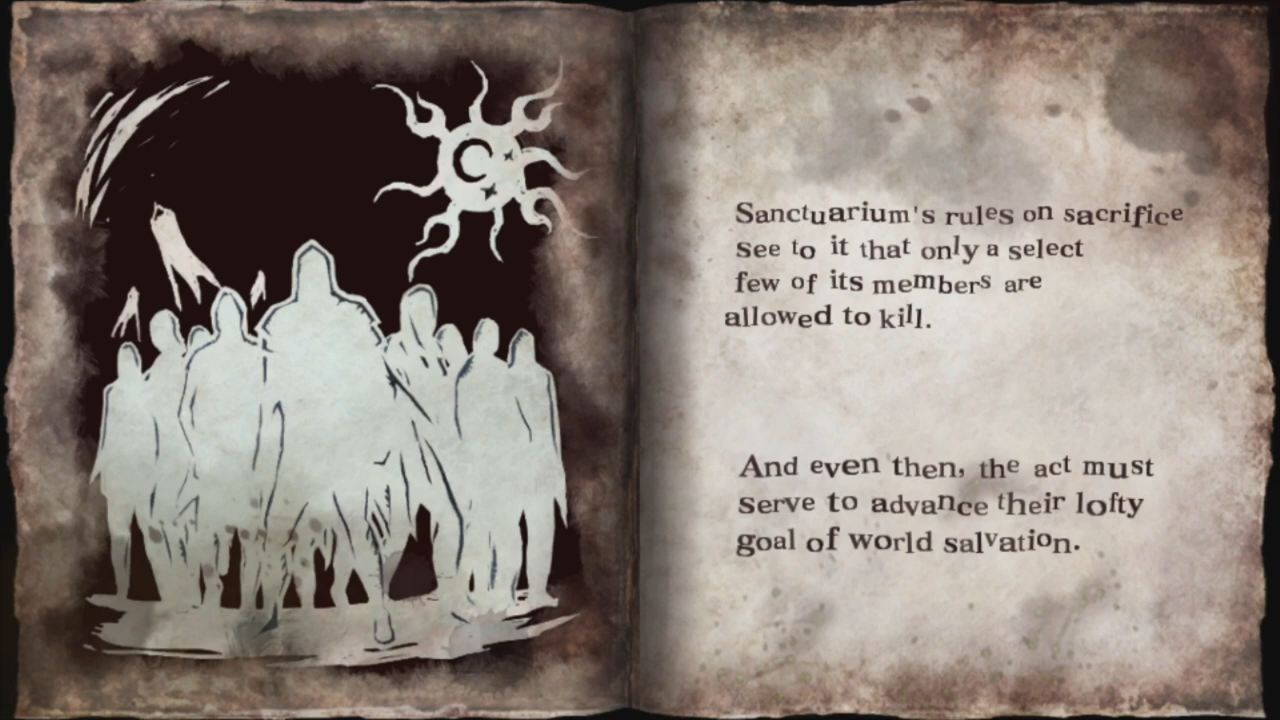 Sanctuarium's rules on sacrifice
see to it that only a select
few of its members are
allowed to kill.
And even then, the act must
serve to advance their lofty
goal of world salvation.